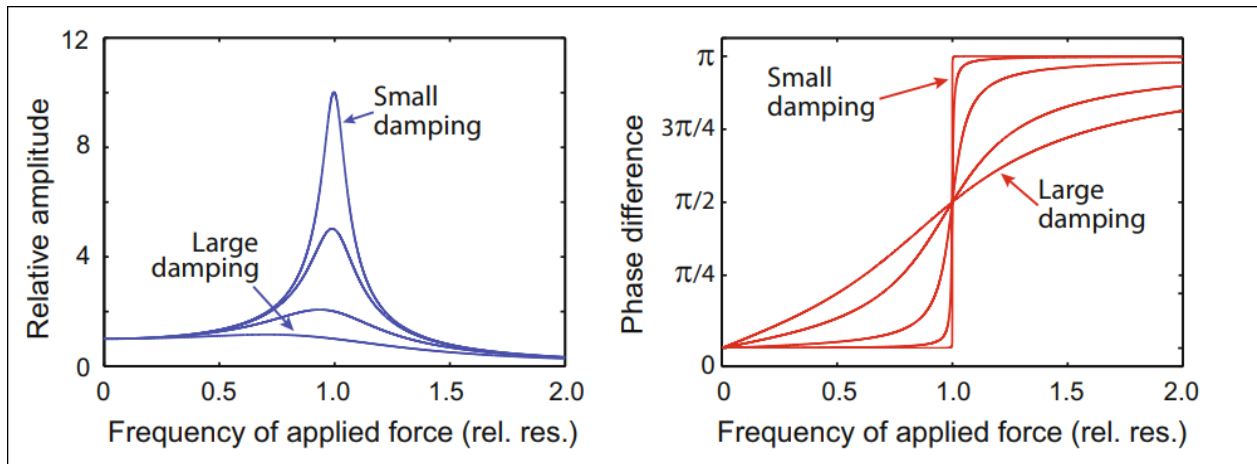 Relative amplitude
12
8
4
0
Small
damping
Large
damping
0
0.5
1.0
1.5
2.0
Frequency of applied force (rel. res.)
Phase difference
π
3π/4
π/2
π/4
0
Small
damping
Large
damping
0
0.5
1.0
1.5
2.0
Frequency of applied force (rel. res.)